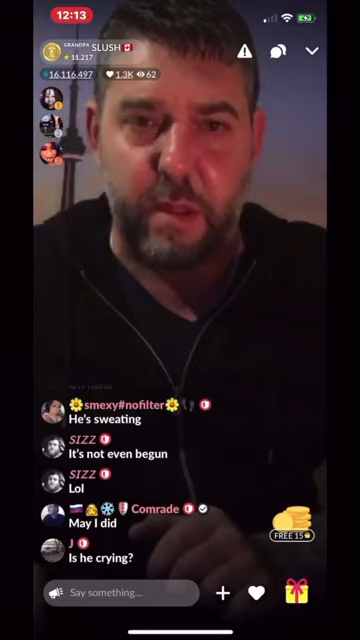 12:13
GRANDPA SLUSH
11,217
16,116,497 1.3K 62
smexy#nofilter
He's sweating
SIZZ
It's not even begun
SIZZ
Lol
Comrade
May I did
J
Is he crying?
FREE 15
Say something...